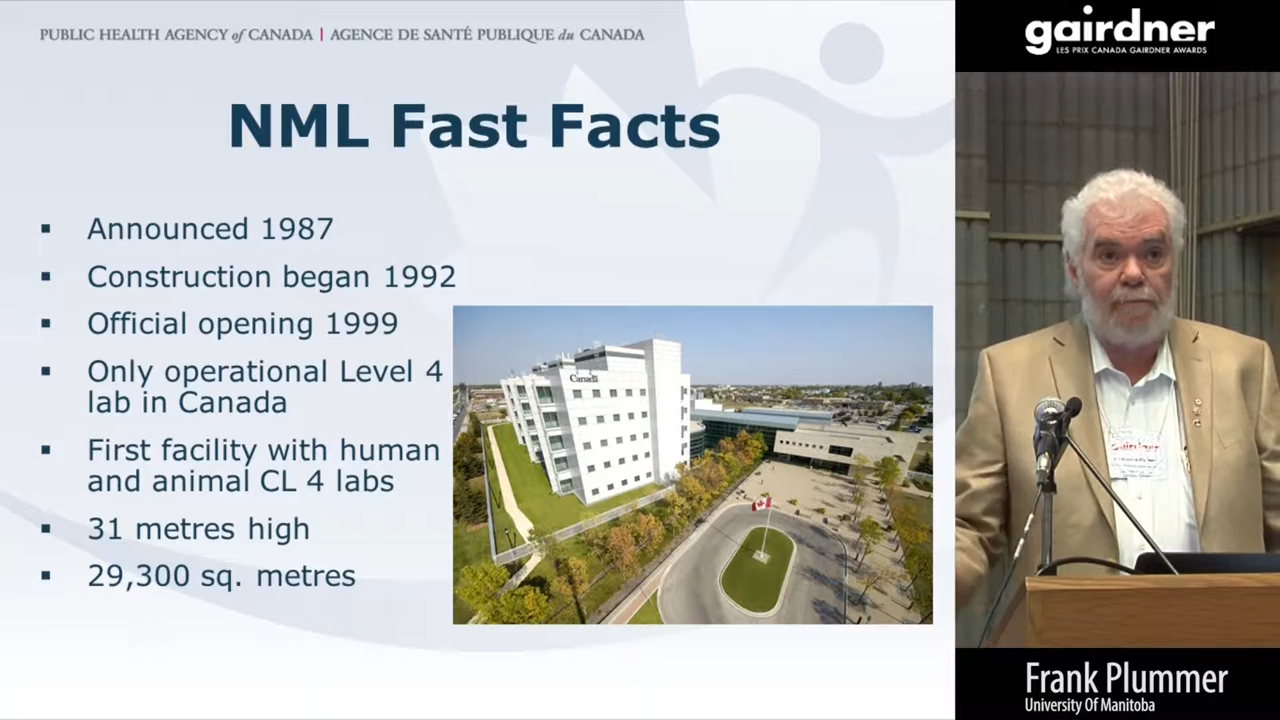 PUBLIC HEALTH AGENCY of CANADA | AGENCE DE SANTÉ PUBLIQUE du CANADA
NML Fast Facts
▪ Announced 1987
▪ Construction began 1992
▪ Official opening 1999
▪ Only operational Level 4
lab in Canada
▪ First facility with human
and animal CL 4 labs
▪ 31 metres high
▪ 29,300 sq. metres
Canada
gairdner
LES PRIX CANADA GAIRDNER AWARDS
Frank Plummer
University Of Manitoba